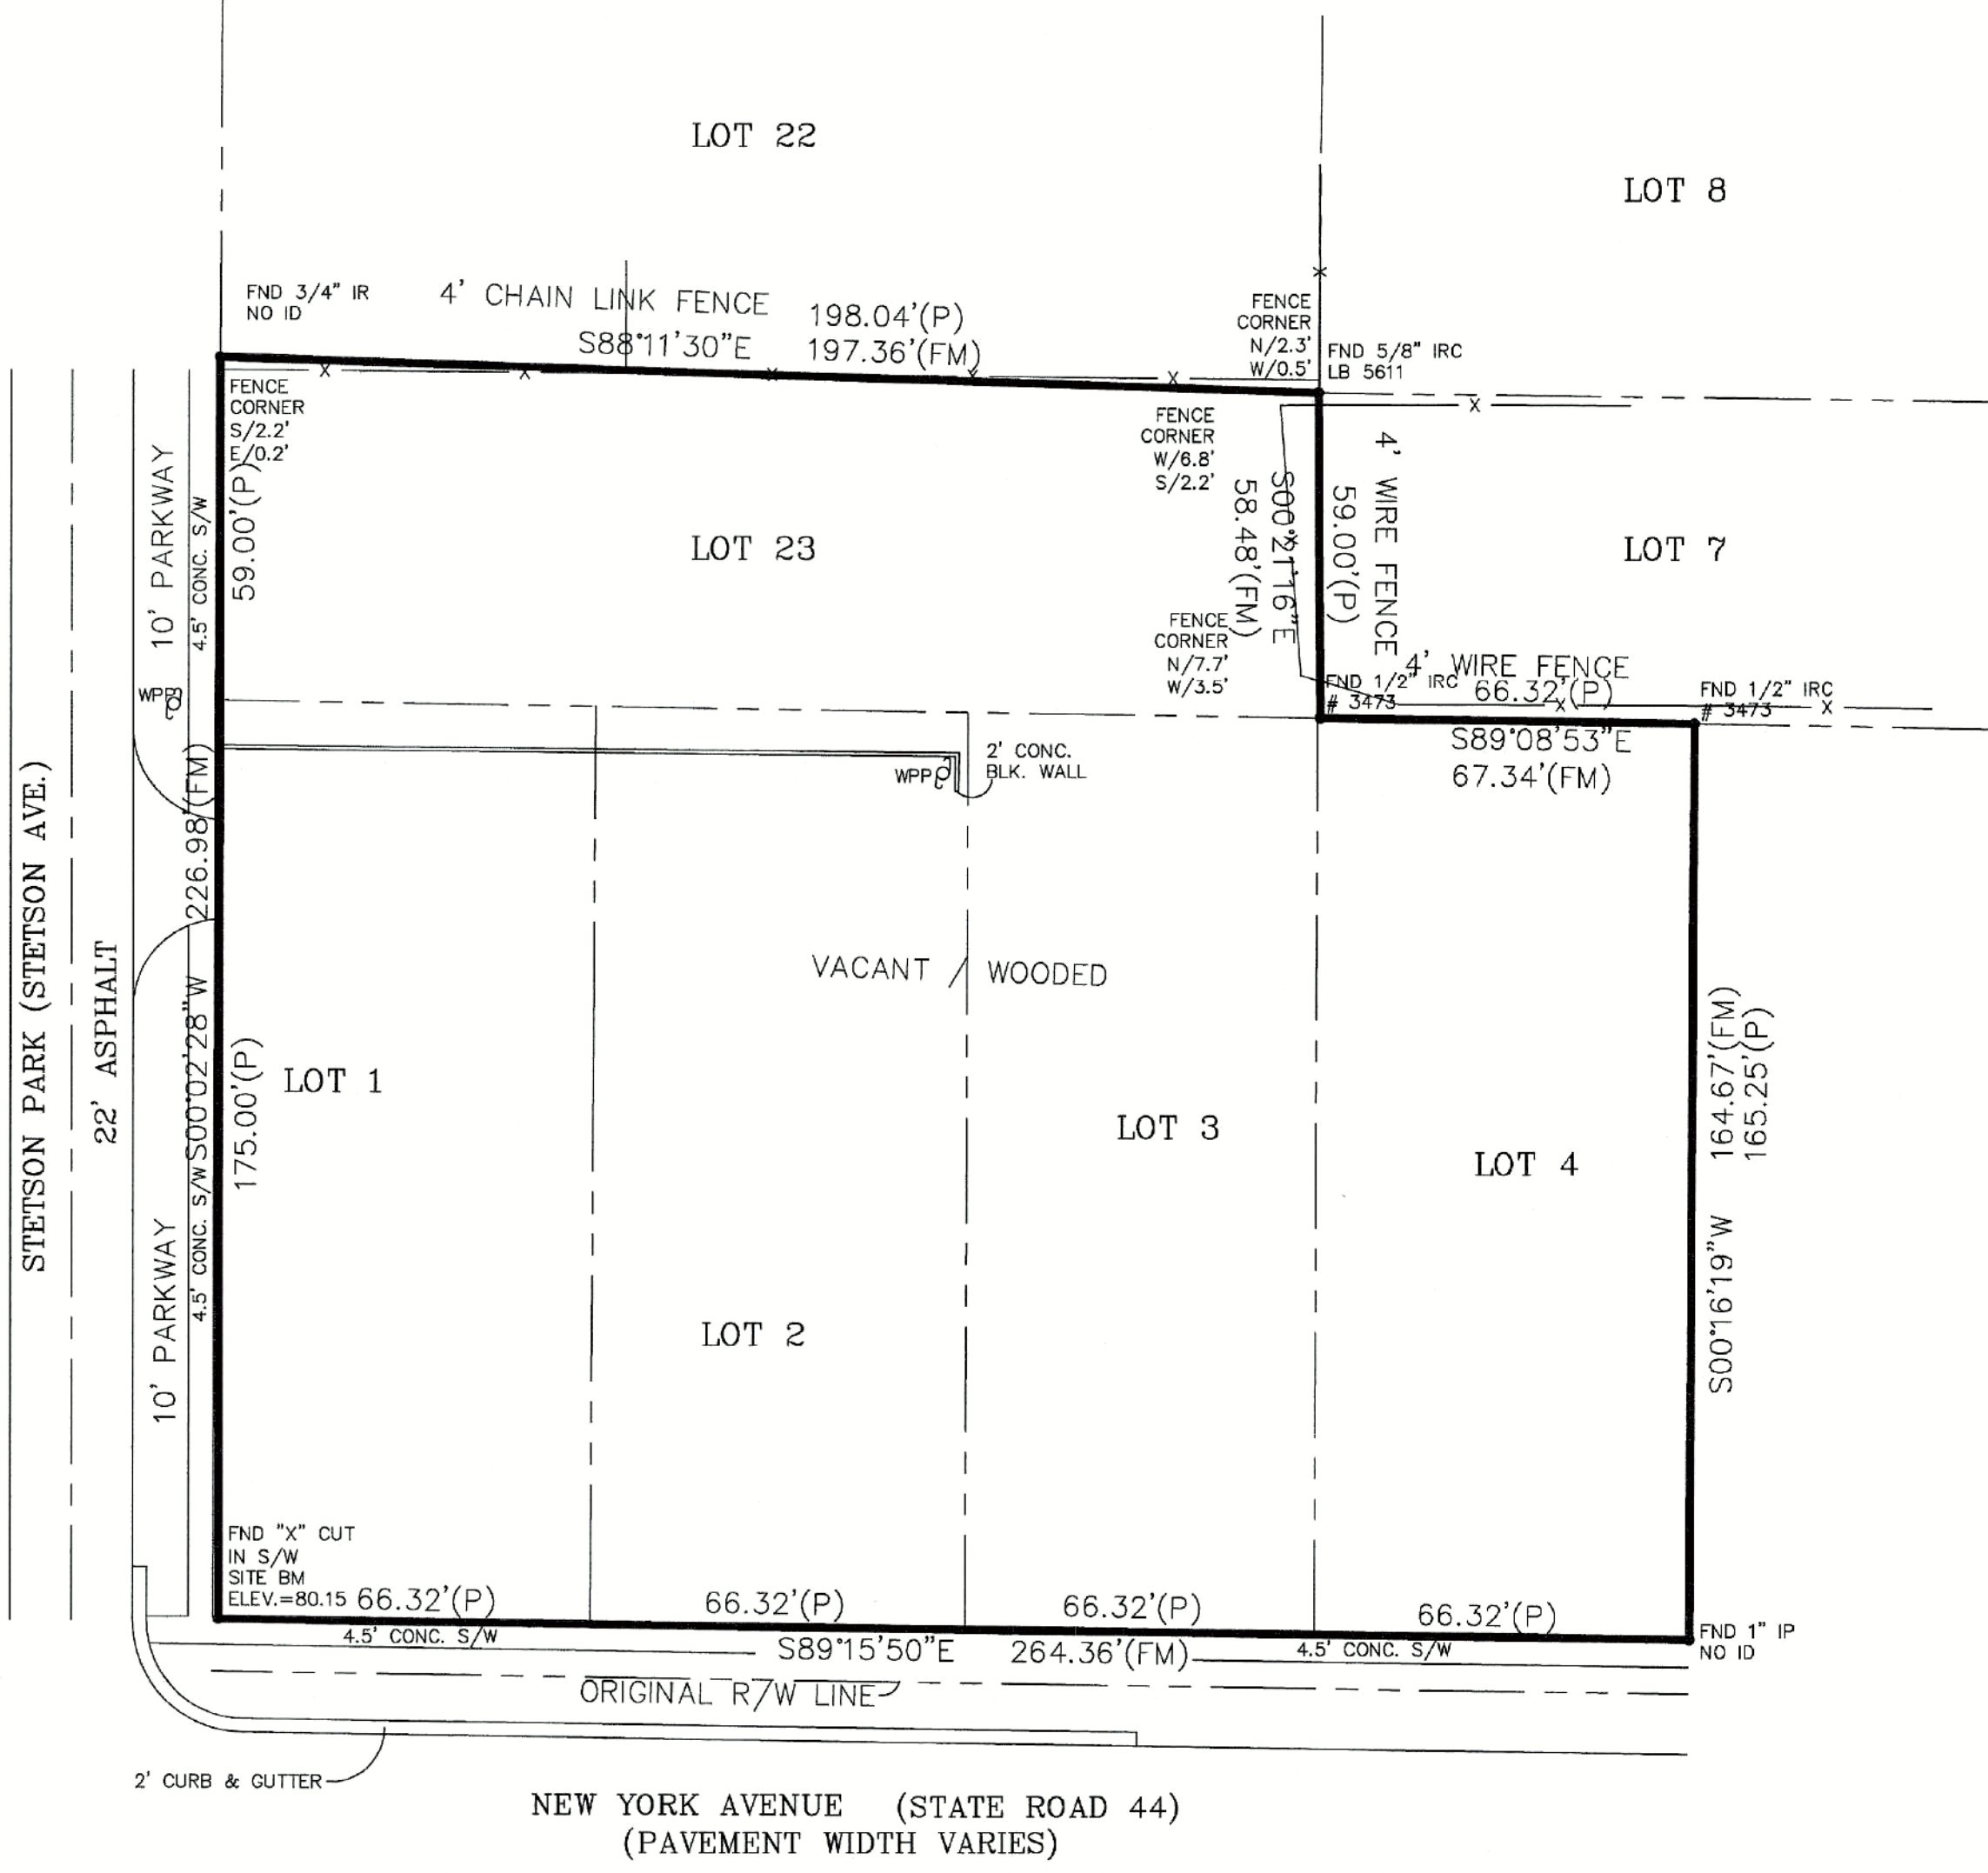 LOT 22
LOT 8
FND 3/4" IR
NO ID
4' CHAIN LINK FENCE
198.04'(P)
S88°11'30"E
197.36'(FM)
FENCE
CORNER
N/2.3'
W/0.5'
FND 5/8" IRC
LB 5611
FENCE
CORNER
S/2.2'
E/0.2'
FENCE
CORNER
W/6.8'
S/2.2'
10' PARKWAY
4.5' CONC. S/W
59.00'(P)
LOT 23
58.48'(FM)
S00°21'16"E
59.00'(P)
4' WIRE FENCE
LOT 7
FENCE
CORNER
N/7.7'
W/3.5'
4' WIRE FENCE
66.32'(P)
FND 1/2" IRC
# 3473
FND 1/2" IRC
# 3473
S89°08'53"E
67.34'(FM)
WPP
WPP
2' CONC.
BLK. WALL
226.98'(FM)
STETSON PARK (STETSON AVE.)
22' ASPHALT
VACANT / WOODED
S00°02'28"W
175.00'(P)
LOT 1
LOT 3
LOT 4
164.67'(FM)
165.25'(P)
S00°16'19"W
10' PARKWAY
4.5' CONC. S/W
LOT 2
FND "X" CUT
IN S/W
SITE BM
ELEV.=80.15
66.32'(P)
66.32'(P)
66.32'(P)
66.32'(P)
4.5' CONC. S/W
S89°15'50"E
264.36'(FM)
4.5' CONC. S/W
FND 1" IP
NO ID
ORIGINAL R/W LINE
2' CURB & GUTTER
NEW YORK AVENUE (STATE ROAD 44)
(PAVEMENT WIDTH VARIES)